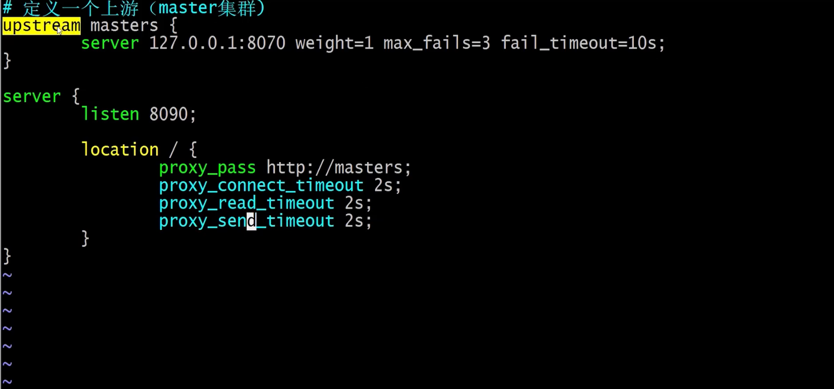 # 定义一个上游（master集群)
upstream masters {
        server 127.0.0.1:8070 weight=1 max_fails=3 fail_timeout=10s;
}
server {
        listen 8090;
        location / {
                proxy_pass http://masters;
                proxy_connect_timeout 2s;
                proxy_read_timeout 2s;
                proxy_send_timeout 2s;
        }
}
~
~
~
~
~
~
~